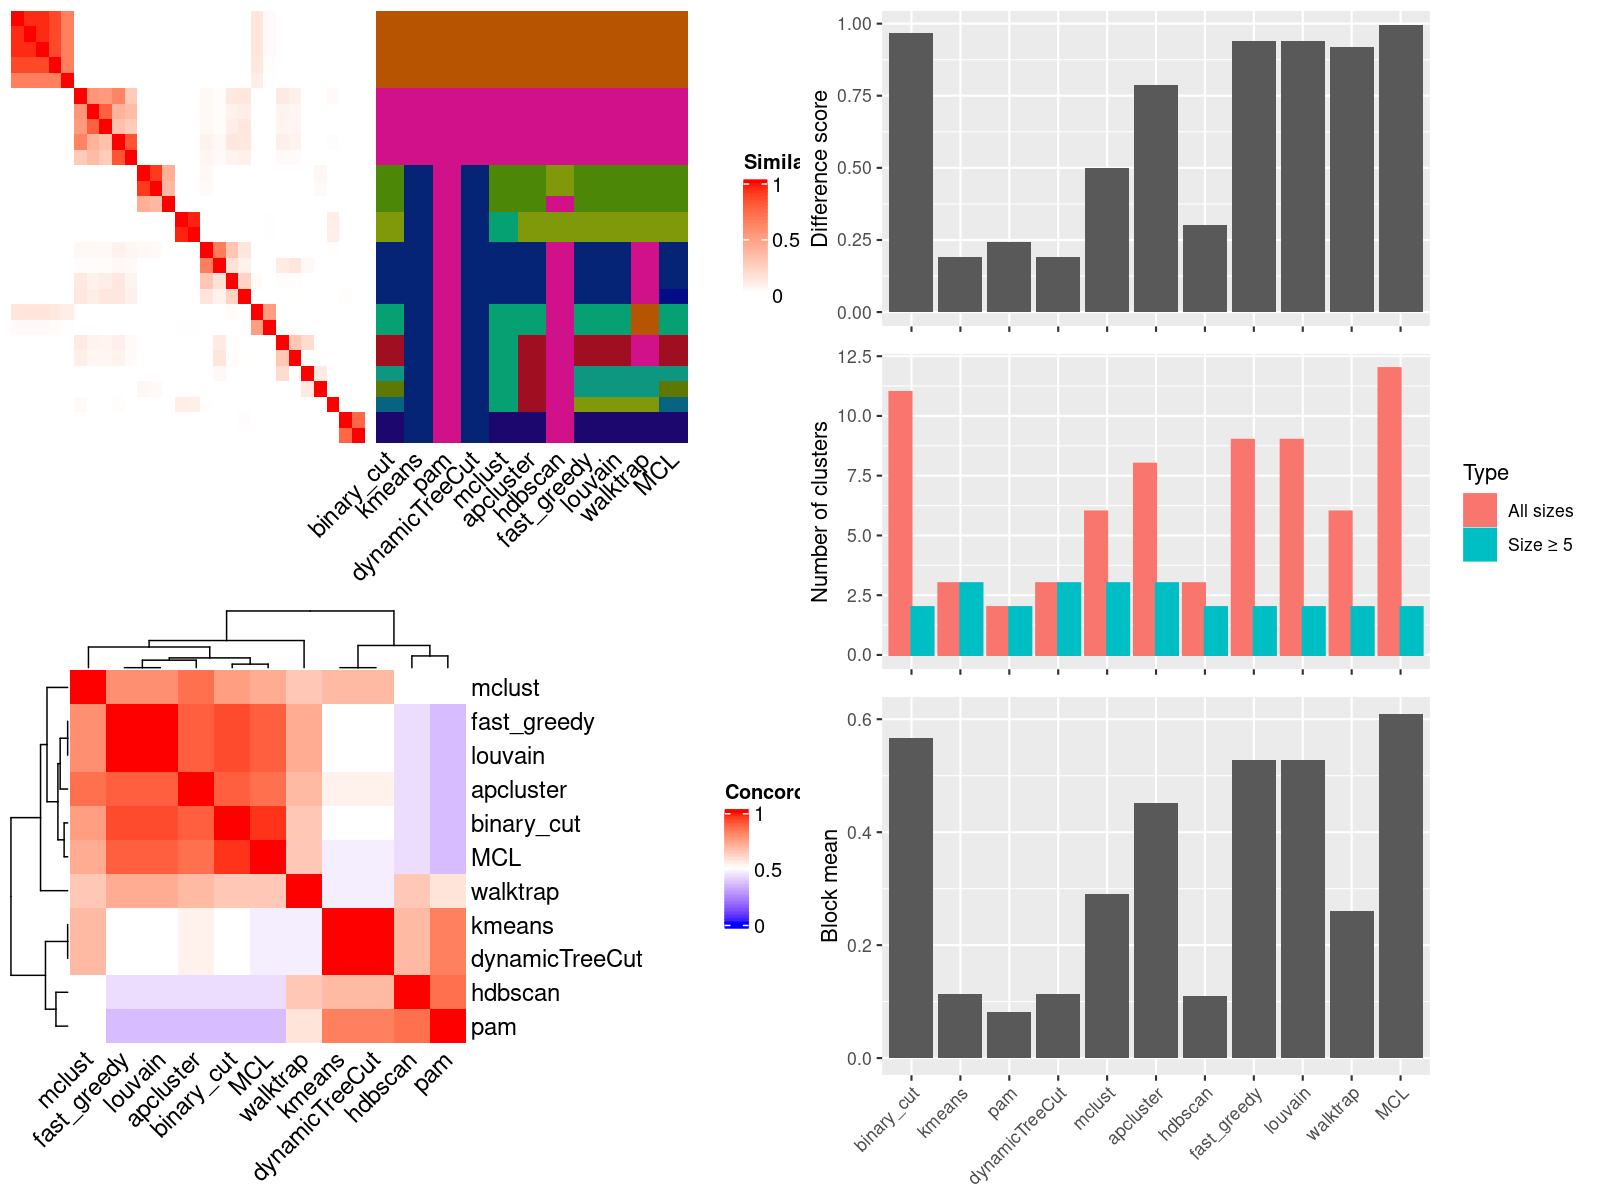 Simila
1
0.5
0
binary_cut
kmeans
pam
dynamicTreeCut
mclust
apcluster
hdbscan
fast_greedy
louvain
walktrap
MCL
mclust
fast_greedy
louvain
apcluster
binary_cut
MCL
walktrap
kmeans
dynamicTreeCut
hdbscan
pam
Concord
1
0.5
0
mclust
fast_greedy
louvain
apcluster
binary_cut
MCL
walktrap
kmeans
dynamicTreeCut
hdbscan
pam
Difference score
1.00
0.75
0.50
0.25
0.00
Number of clusters
12.5
10.0
7.5
5.0
2.5
0.0
Type
All sizes
Size ≥ 5
Block mean
0.6
0.4
0.2
0.0
binary_cut
kmeans
pam
dynamicTreeCut
mclust
apcluster
hdbscan
fast_greedy
louvain
walktrap
MCL